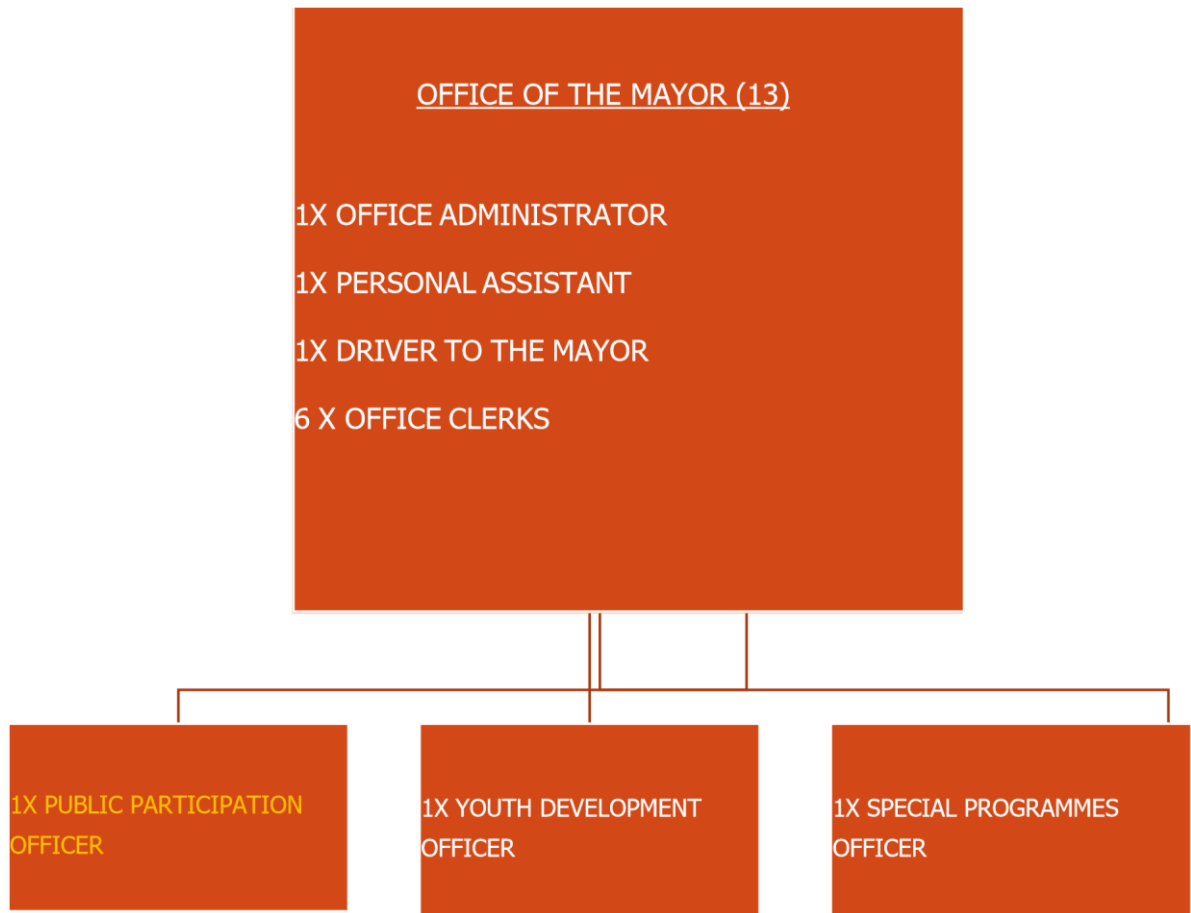 OFFICE OF THE MAYOR (13)
1X OFFICE ADMINISTRATOR
1X PERSONAL ASSISTANT
1X DRIVER TO THE MAYOR
6 X OFFICE CLERKS
1X PUBLIC PARTICIPATION
OFFICER
1X YOUTH DEVELOPMENT
OFFICER
1X SPECIAL PROGRAMMES
OFFICER